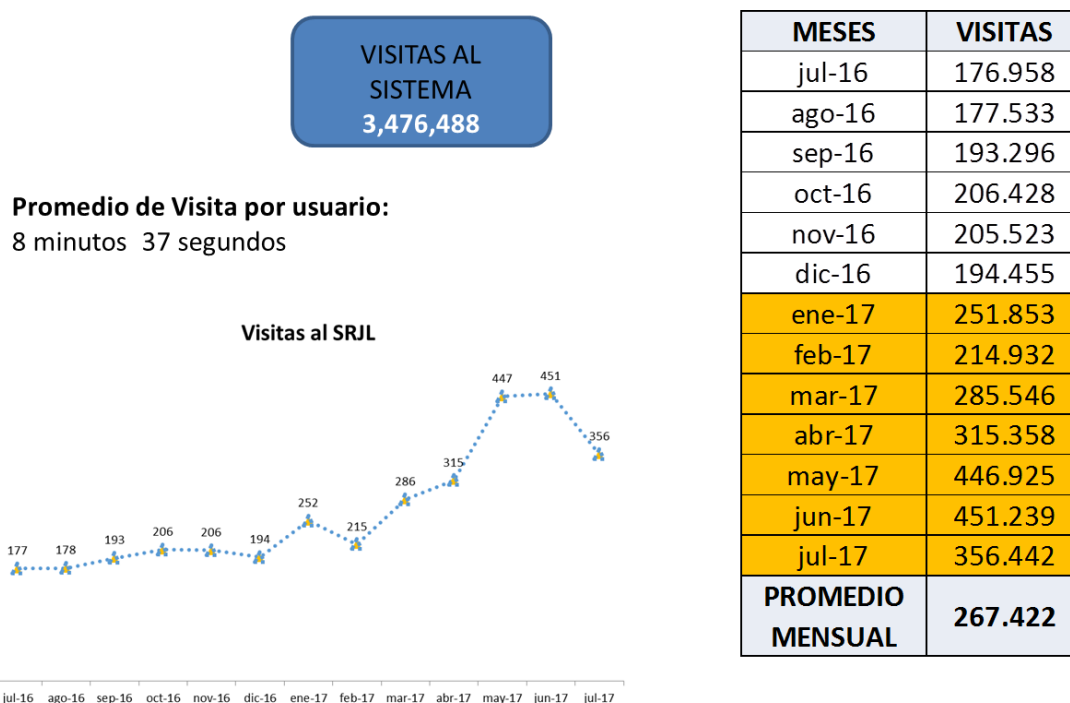 VISITAS AL
SISTEMA
3,476,488
Promedio de Visita por usuario:
8 minutos 37 segundos
Visitas al SRJL
177 178 193 206 206 194 252 215 286 315 447 451 356
jul-16 ago-16 sep-16 oct-16 nov-16 dic-16 ene-17 feb-17 mar-17 abr-17 may-17 jun-17 jul-17
MESES VISITAS
jul-16 176.958
ago-16 177.533
sep-16 193.296
oct-16 206.428
nov-16 205.523
dic-16 194.455
ene-17 251.853
feb-17 214.932
mar-17 285.546
abr-17 315.358
may-17 446.925
jun-17 451.239
jul-17 356.442
PROMEDIO
MENSUAL 267.422